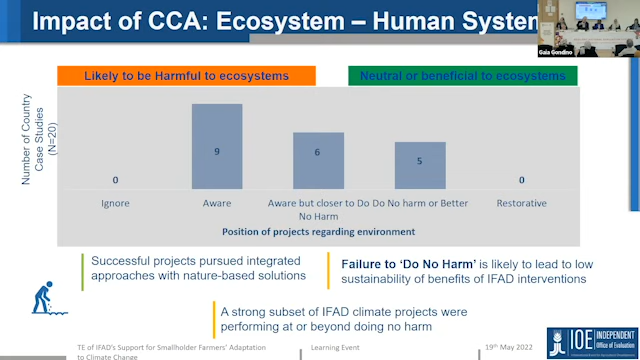 Impact of CCA: Ecosystem – Human System
Gaia Gondino
Likely to be Harmful to ecosystems
Neutral or beneficial to ecosystems
Number of Country
Case Studies
(N=20)
0
9
6
5
0
Ignore
Aware
Aware but closer to Do
No Harm
Do No harm or Better
Restorative
Position of projects regarding environment
Successful projects pursued integrated
approaches with nature-based solutions
Failure to ‘Do No Harm’ is likely to lead to low
sustainability of benefits of IFAD interventions
A strong subset of IFAD climate projects were
performing at or beyond doing no harm
TE of IFAD's Support for Smallholder Farmers' Adaptation
to Climate Change
Learning Event
19th May 2022
IOE
INDEPENDENT
Office of Evaluation